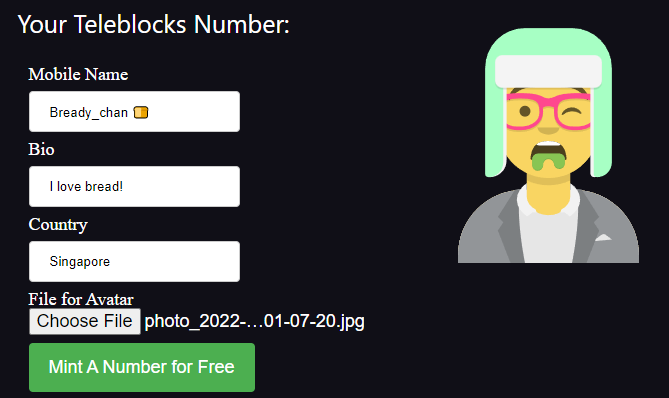 Your Teleblocks Number:
Mobile Name
Bready_chan 🍞
Bio
I love bread!
Country
Singapore
File for Avatar
Choose File photo_2022-...01-07-20.jpg
Mint A Number for Free